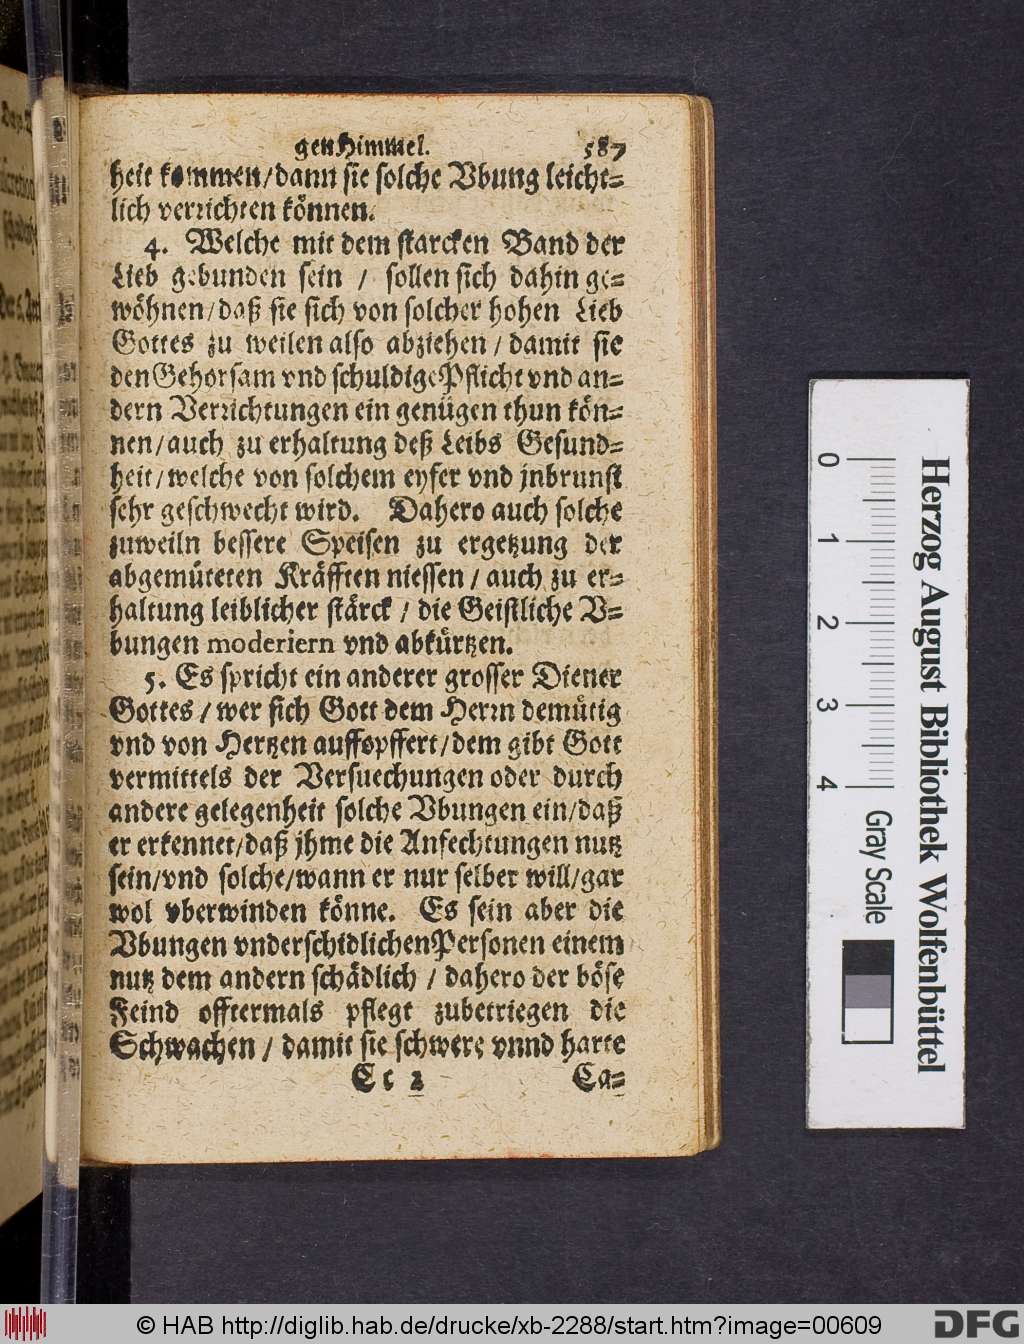 gen Himmel. 587
heit kommen/dann sie solche Vbung leicht-
lich verrichten können.
4. Welche mit dem starcken Band der
Lieb gebunden sein / sollen sich dahin ge-
wöhnen/daß sie sich von solcher hohen Lieb
Gottes zu weilen also abziehen / damit sie
den Gehorsam vnd schuldige Pflicht vnd an-
dern Verrichtungen ein genügen thun kön-
nen/auch zu erhaltung deß Leibs Gesund-
heit/welche von solchem eyfer vnd jnbrunst
sehr geschwecht wird. Dahero auch solche
zuweiln bessere Speisen zu ergetzung der
abgemüteten Kräfften niessen / auch zu er-
haltung leiblicher stärck / die Geistliche V-
bungen moderiern vnd abkürtzen.
5. Es spricht ein anderer grosser Diener
Gottes / wer sich Gott dem Herrn demütig
vnd von Hertzen auffopffert/dem gibt Gott
vermittels der Versuechungen oder durch
andere gelegenheit solche Vbungen ein/daß
er erkennet/daß jhme die Anfechtungen nutz
sein/vnd solche/wann er nur selber will/gar
wol vberwinden könne. Es sein aber die
Vbungen vnderschidlichen Personen einem
nutz dem andern schädlich / dahero der böse
Feind offtermals pflegt zubetriegen die
Schwachen / damit sie schwere vnnd harte
Cc 2 Ca-
0 1 2 3 4
Herzog August Bibliothek Wolfenbüttel
Gray Scale
© HAB http://diglib.hab.de/drucke/xb-2288/start.htm?image=00609
DFG